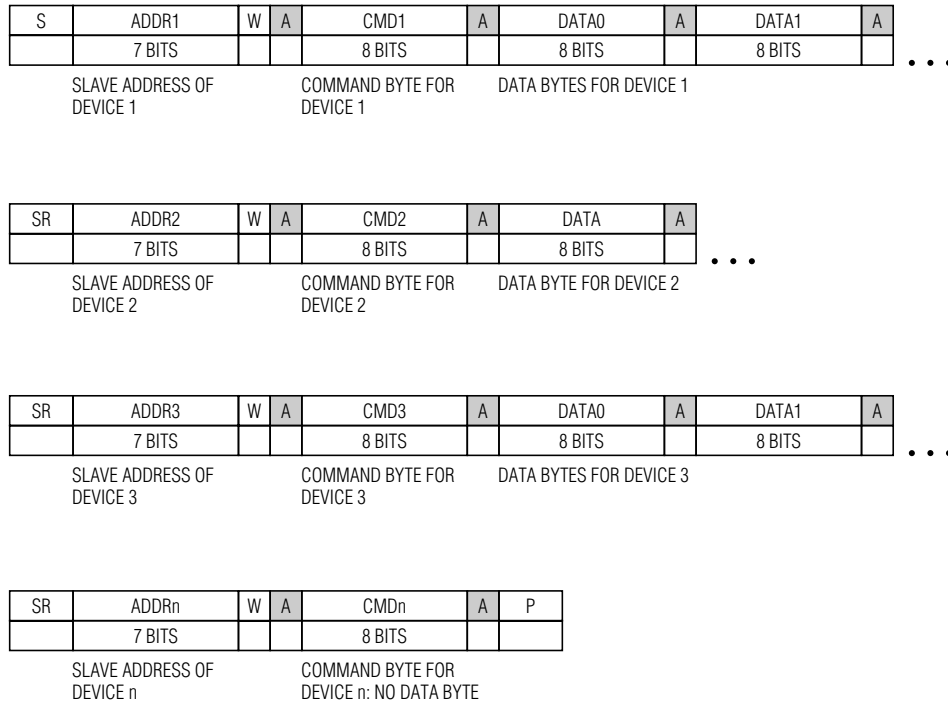 S ADDR1 W A CMD1 A DATA0 A DATA1 A
7 BITS 8 BITS 8 BITS 8 BITS
SLAVE ADDRESS OF DEVICE 1 COMMAND BYTE FOR DEVICE 1 DATA BYTES FOR DEVICE 1
. . .
SR ADDR2 W A CMD2 A DATA A
7 BITS 8 BITS 8 BITS
SLAVE ADDRESS OF DEVICE 2 COMMAND BYTE FOR DEVICE 2 DATA BYTE FOR DEVICE 2
. . .
SR ADDR3 W A CMD3 A DATA0 A DATA1 A
7 BITS 8 BITS 8 BITS 8 BITS
SLAVE ADDRESS OF DEVICE 3 COMMAND BYTE FOR DEVICE 3 DATA BYTES FOR DEVICE 3
. . .
SR ADDRn W A CMDn A P
7 BITS 8 BITS
SLAVE ADDRESS OF DEVICE n COMMAND BYTE FOR DEVICE n: NO DATA BYTE